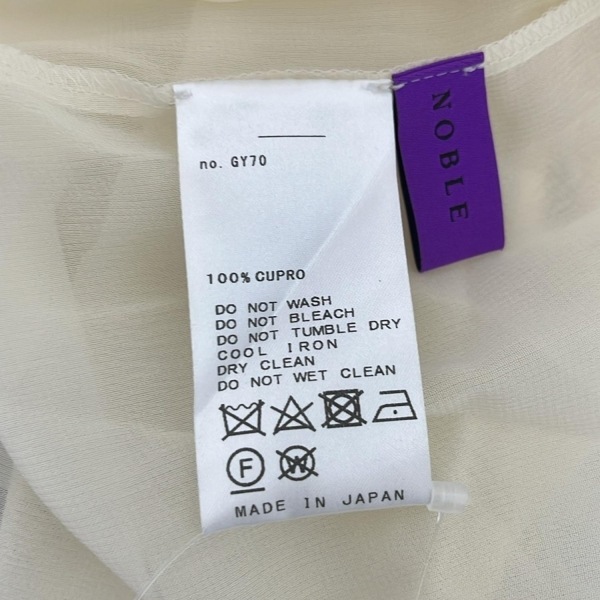 no. GY70
100% CUPRO
DO NOT WASH
DO NOT BLEACH
DO NOT TUMBLE DRY
COOL IRON
DRY CLEAN
DO NOT WET CLEAN
F
W
MADE IN JAPAN
NOBLE